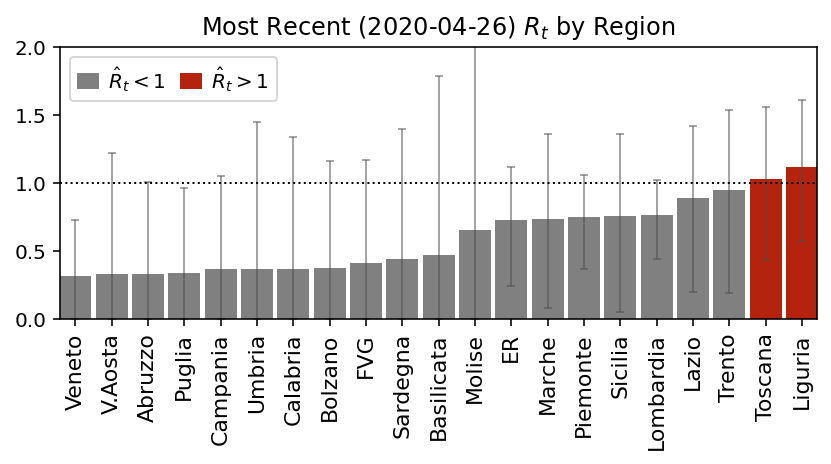 Most Recent (2020-04-26) R_t by Region
2.0
1.5
1.0
0.5
0.0
R̂_t < 1
R̂_t > 1
Veneto
V.Aosta
Abruzzo
Puglia
Campania
Umbria
Calabria
Bolzano
FVG
Sardegna
Basilicata
Molise
ER
Marche
Piemonte
Sicilia
Lombardia
Lazio
Trento
Toscana
Liguria